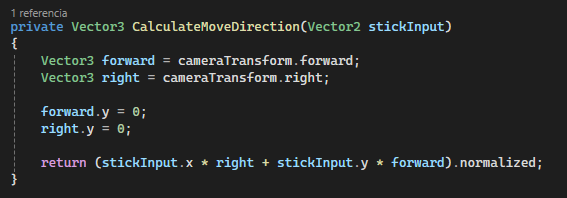 1 referencia
private Vector3 CalculateMoveDirection(Vector2 stickInput)
{
    Vector3 forward = cameraTransform.forward;
    Vector3 right = cameraTransform.right;

    forward.y = 0;
    right.y = 0;

    return (stickInput.x * right + stickInput.y * forward).normalized;
}